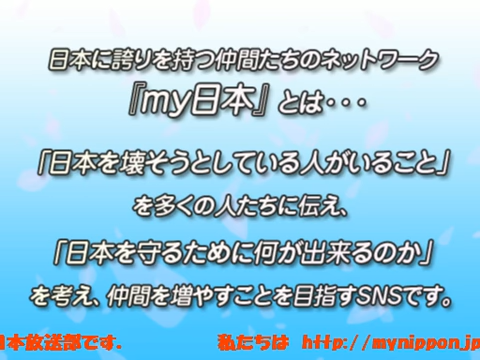 日本に誇りを持つ仲間たちのネットワーク
『my日本』とは・・・
「日本を壊そうとしている人がいること」
を多くの人たちに伝え、
「日本を守るために何が出来るのか」
を考え、仲間を増やすことを目指すSNSです。
日本放送部です.　私たちは http://mynippon.jp